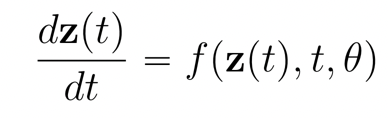 d𝐳(t)/dt = f(𝐳(t), t, θ)